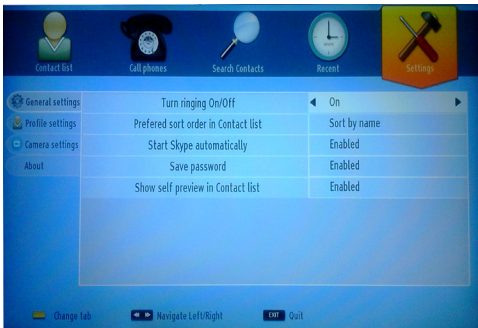 Contact list
Call phones
Search Contacts
Recent
Settings
General settings
Turn ringing On/Off
On
Profile settings
Prefered sort order in Contact list
Sort by name
Camera settings
Start Skype automatically
Enabled
About
Save password
Enabled
Show self preview in Contact list
Enabled
Change tab
Navigate Left/Right
EXIT Quit